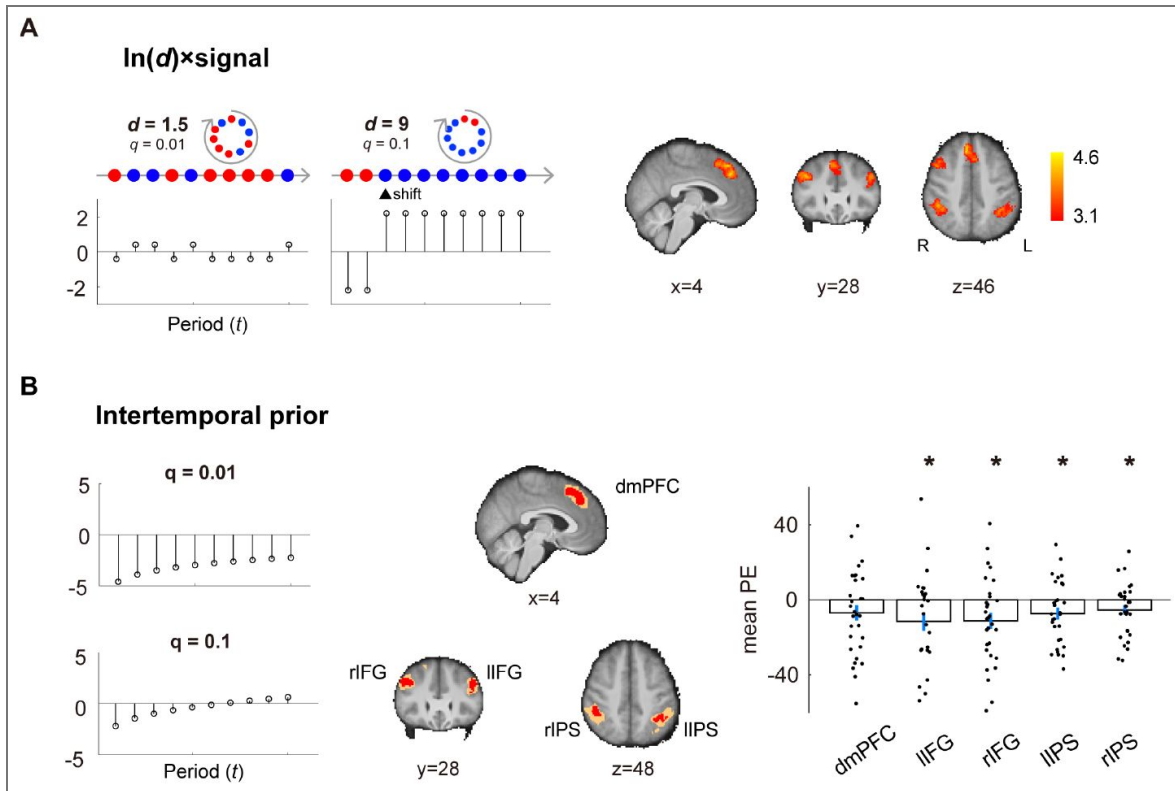 A
ln(d)×signal
d = 1.5
q = 0.01
d = 9
q = 0.1
▲shift
2
0
-2
Period (t)
4.6
3.1
R
L
x=4
y=28
z=46
B
Intertemporal prior
q = 0.01
5
0
-5
q = 0.1
5
0
-5
Period (t)
dmPFC
x=4
rIFG
lIFG
rIPS
lIPS
y=28
z=48
*
*
*
*
mean PE
40
0
−40
dmPFC
lIFG
rIFG
lIPS
rIPS